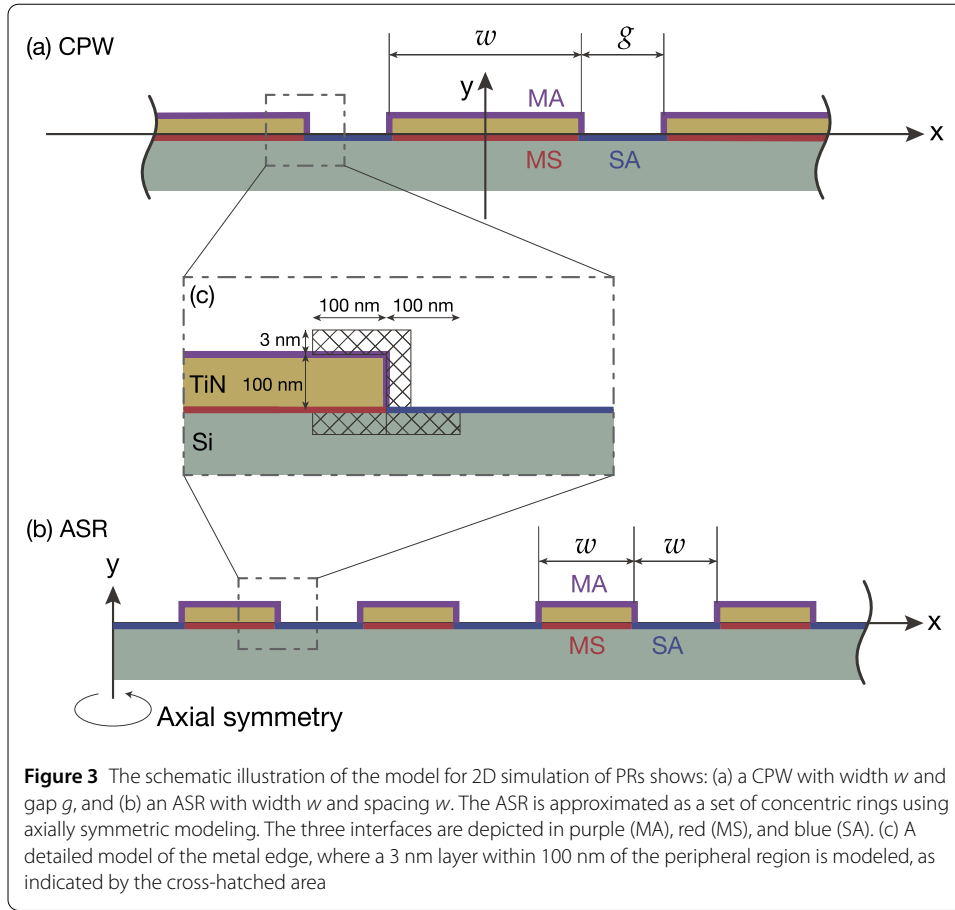 (a) CPW
w
g
y
MA
x
MS
SA
(c)
100 nm
100 nm
3 nm
TiN
100 nm
Si
(b) ASR
w
w
y
MA
x
MS
SA
Axial symmetry
Figure 3 The schematic illustration of the model for 2D simulation of PRs shows: (a) a CPW with width w and
gap g, and (b) an ASR with width w and spacing w. The ASR is approximated as a set of concentric rings using
axially symmetric modeling. The three interfaces are depicted in purple (MA), red (MS), and blue (SA). (c) A
detailed model of the metal edge, where a 3 nm layer within 100 nm of the peripheral region is modeled, as
indicated by the cross-hatched area